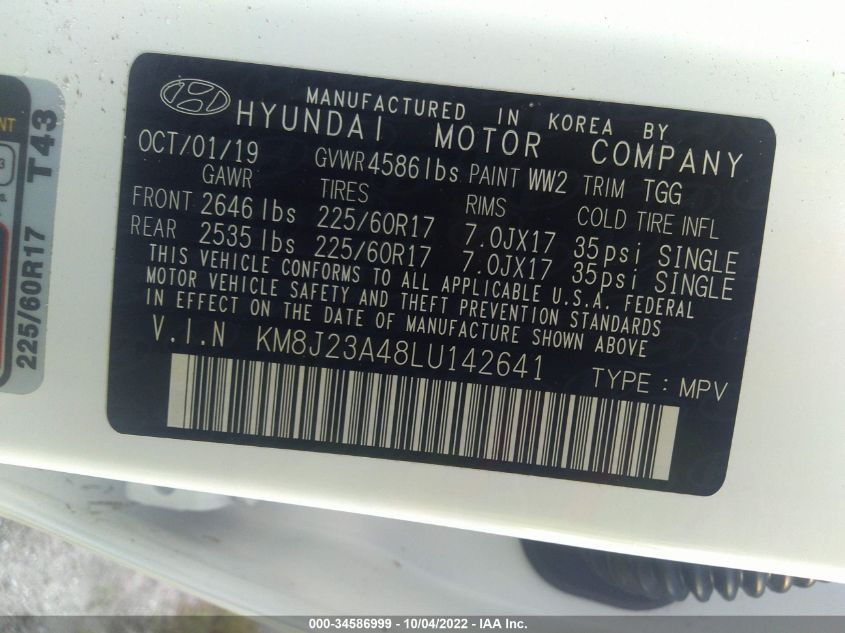 MANUFACTURED IN KOREA BY
HYUNDAI MOTOR COMPANY
OCT/01/19 GVWR 4586 lbs PAINT WW2 TRIM TGG
GAWR TIRES RIMS COLD TIRE INFL
FRONT 2646 lbs 225/60R17 7.0JX17 35psi SINGLE
REAR 2535 lbs 225/60R17 7.0JX17 35psi SINGLE
THIS VEHICLE CONFORMS TO ALL APPLICABLE U.S.A. FEDERAL
MOTOR VEHICLE SAFETY AND THEFT PREVENTION STANDARDS
IN EFFECT ON THE DATE OF MANUFACTURE SHOWN ABOVE
V.I.N KM8J23A48LU142641 TYPE : MPV
T43
225/60R17
000-34586999 - 10/04/2022 - IAA Inc.